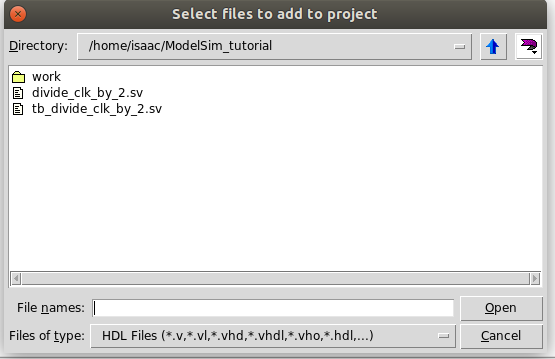 Select files to add to project
Directory: /home/isaac/ModelSim_tutorial
work
divide_clk_by_2.sv
tb_divide_clk_by_2.sv
File names: Open
Files of type: HDL Files (*.v,*.vl,*.vhd,*.vhdl,*.vho,*.hdl,...) Cancel